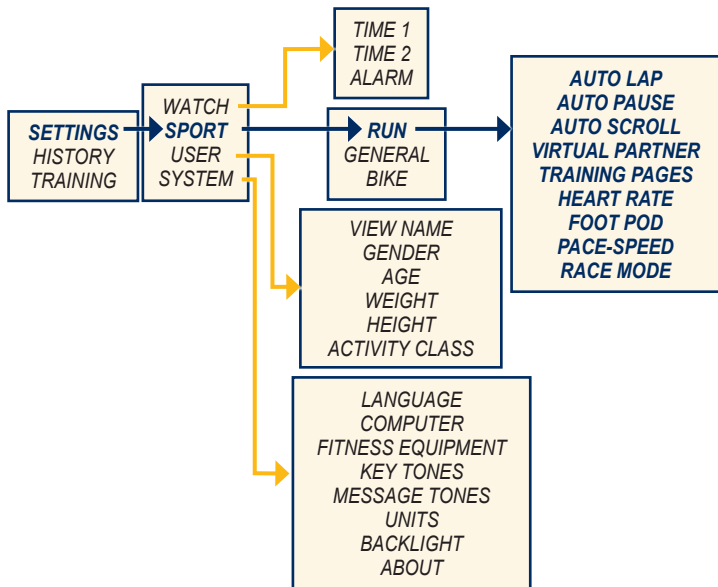 SETTINGS
HISTORY
TRAINING
WATCH
SPORT
USER
SYSTEM
TIME 1
TIME 2
ALARM
RUN
GENERAL
BIKE
AUTO LAP
AUTO PAUSE
AUTO SCROLL
VIRTUAL PARTNER
TRAINING PAGES
HEART RATE
FOOT POD
PACE-SPEED
RACE MODE
VIEW NAME
GENDER
AGE
WEIGHT
HEIGHT
ACTIVITY CLASS
LANGUAGE
COMPUTER
FITNESS EQUIPMENT
KEY TONES
MESSAGE TONES
UNITS
BACKLIGHT
ABOUT